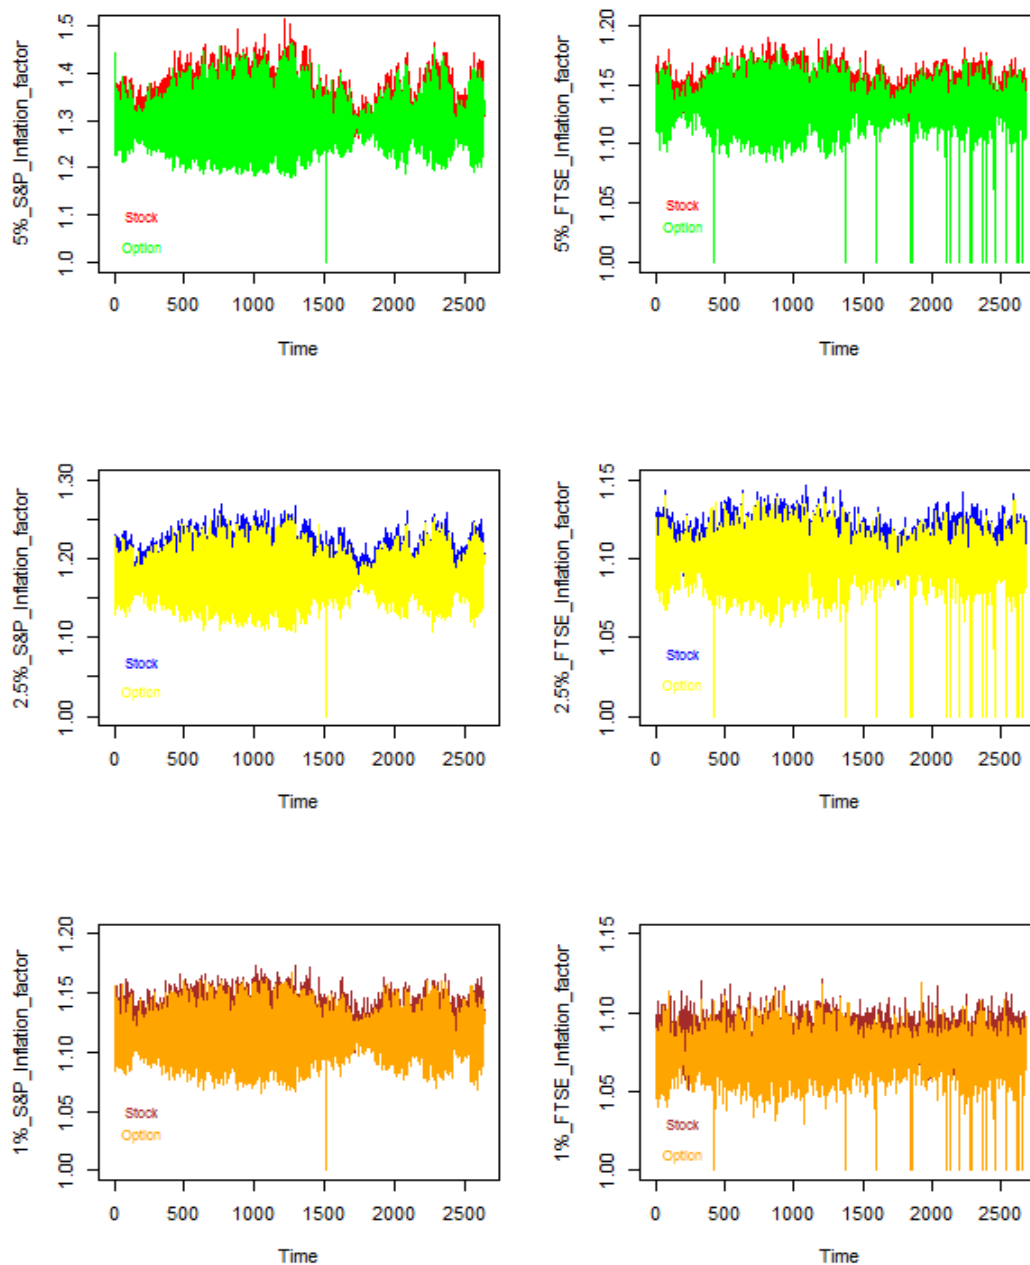 5%_S&P_Inflation_factor
1.0 1.1 1.2 1.3 1.4 1.5
Stock
Option
0 500 1000 1500 2000 2500
Time
5%_FTSE_Inflation_factor
1.00 1.05 1.10 1.15 1.20
Stock
Option
0 500 1000 1500 2000 2500
Time
2.5%_S&P_Inflation_factor
1.00 1.10 1.20 1.30
Stock
Option
0 500 1000 1500 2000 2500
Time
2.5%_FTSE_Inflation_factor
1.00 1.05 1.10 1.15
Stock
Option
0 500 1000 1500 2000 2500
Time
1%_S&P_Inflation_factor
1.00 1.05 1.10 1.15 1.20
Stock
Option
0 500 1000 1500 2000 2500
Time
1%_FTSE_Inflation_factor
1.00 1.05 1.10 1.15
Stock
Option
0 500 1000 1500 2000 2500
Time